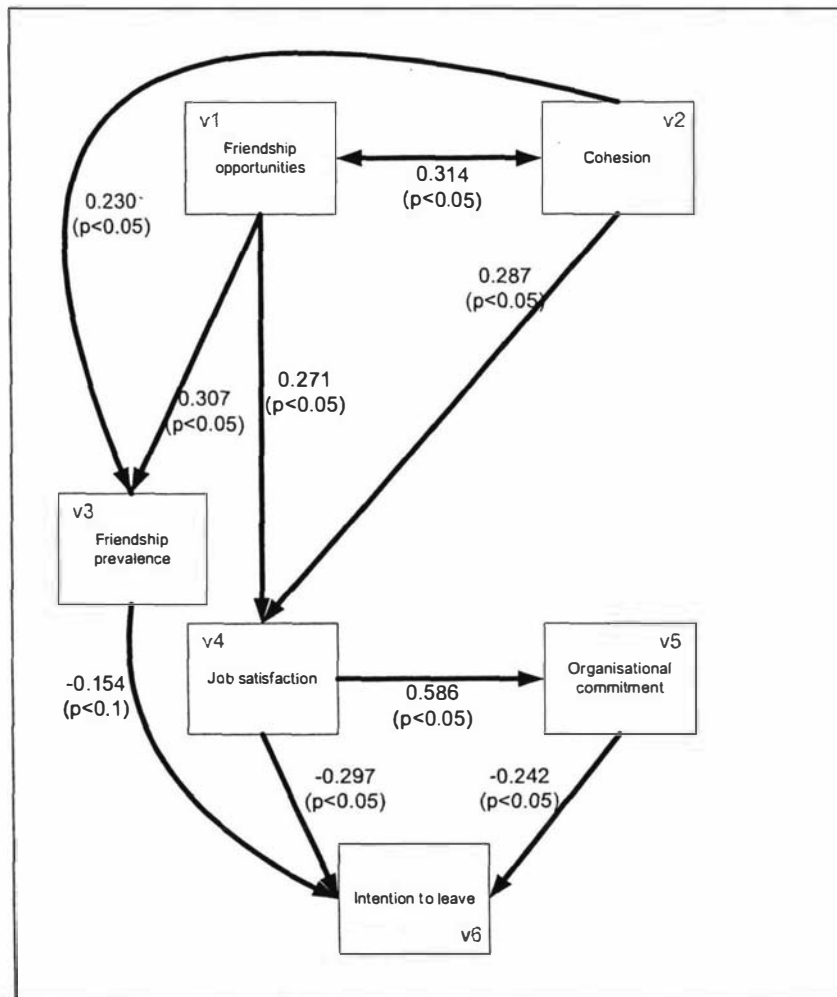 v1
Friendship
opportunities
v2
Cohesion
0.314
(p<0.05)
0.230
(p<0.05)
0.287
(p<0.05)
0.271
(p<0.05)
0.307
(p<0.05)
v3
Friendship
prevalence
v4
Job satisfaction
v5
Organisational
commitment
0.586
(p<0.05)
-0.154
(p<0.1)
-0.297
(p<0.05)
-0.242
(p<0.05)
Intention to leave
v6